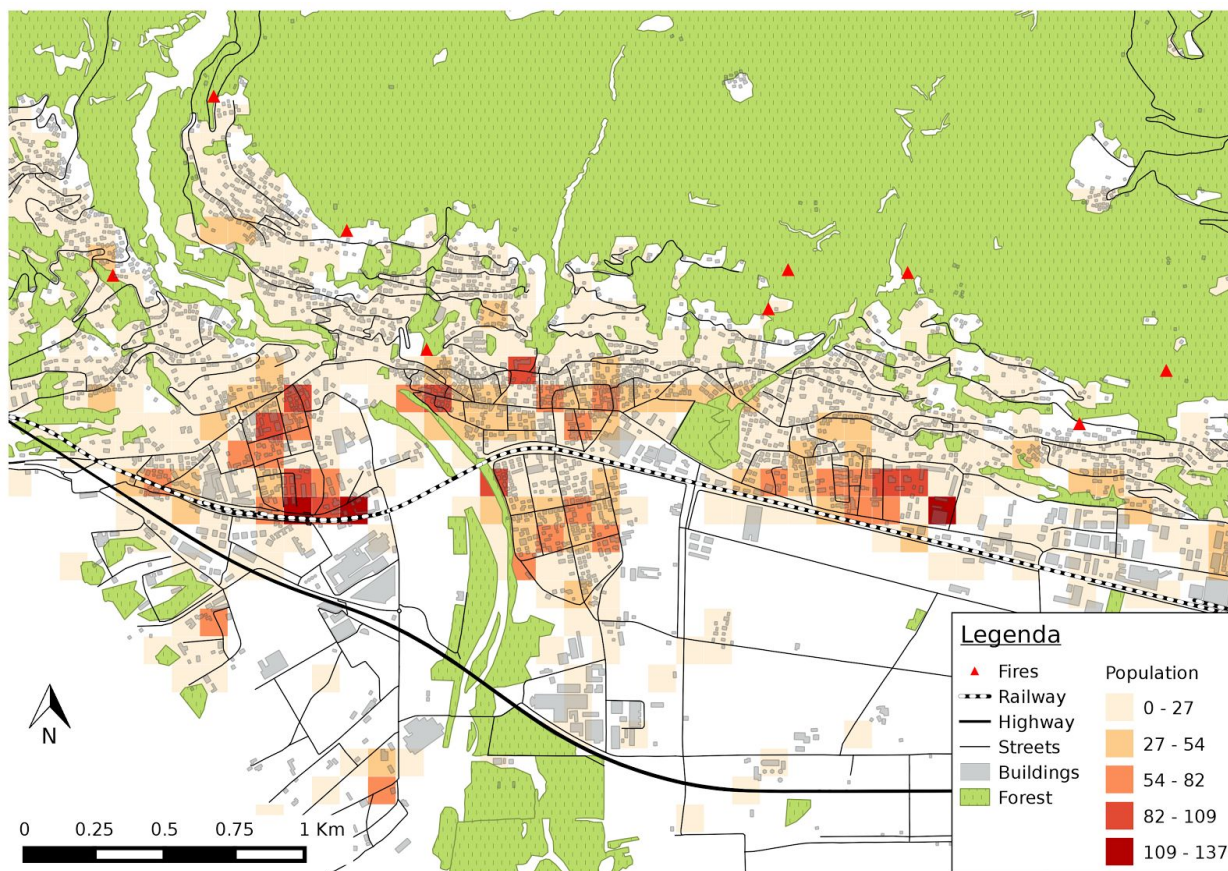 N
0 0.25 0.5 0.75 1 Km
Legenda
Fires
Railway
Highway
Streets
Buildings
Forest
Population
0 - 27
27 - 54
54 - 82
82 - 109
109 - 137